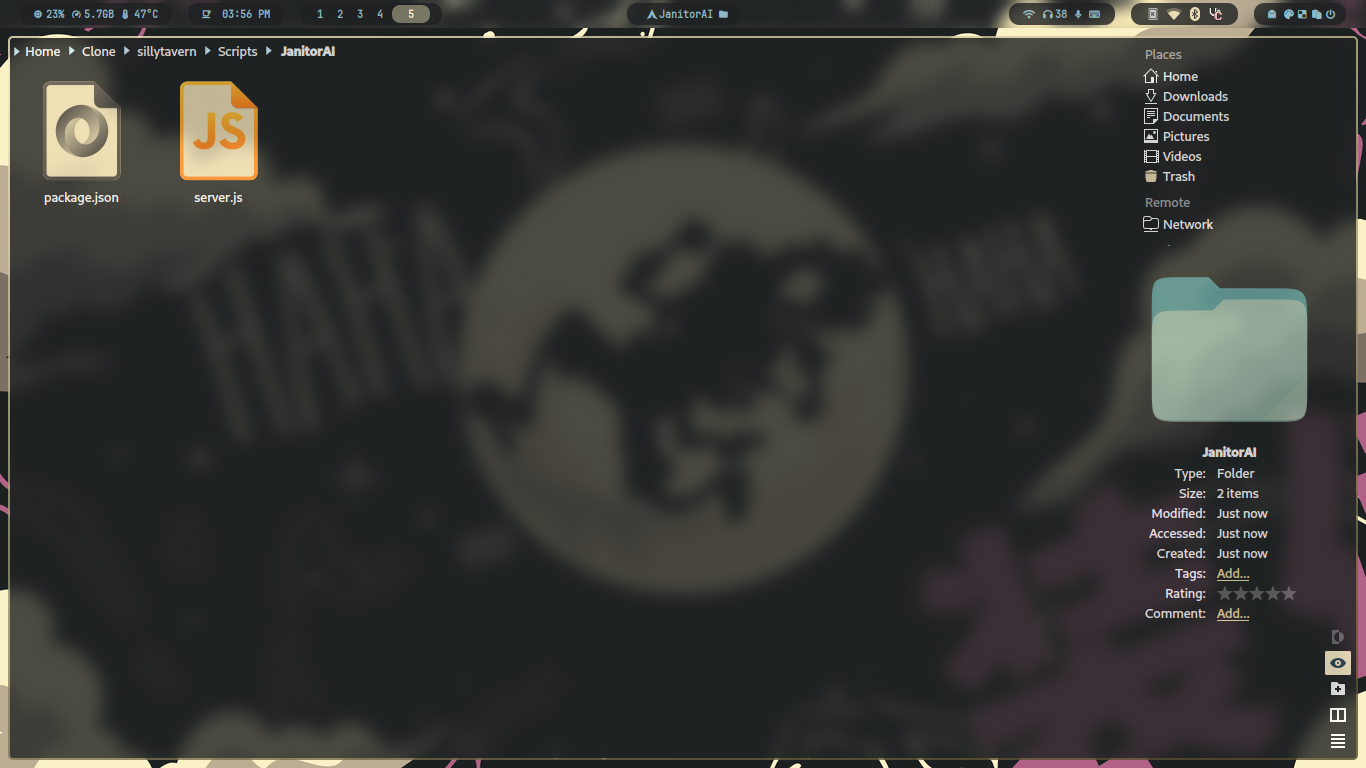 23% 5.7GB 47°C 03:56 PM 1 2 3 4 5 JanitorAI 38
Home Clone sillytavern Scripts JanitorAI
Places
Home
Downloads
Documents
Pictures
Videos
Trash
Remote
Network
JS
package.json server.js
HAHA
JanitorAI
Type: Folder
Size: 2 items
Modified: Just now
Accessed: Just now
Created: Just now
Tags: Add...
Rating:
Comment: Add...